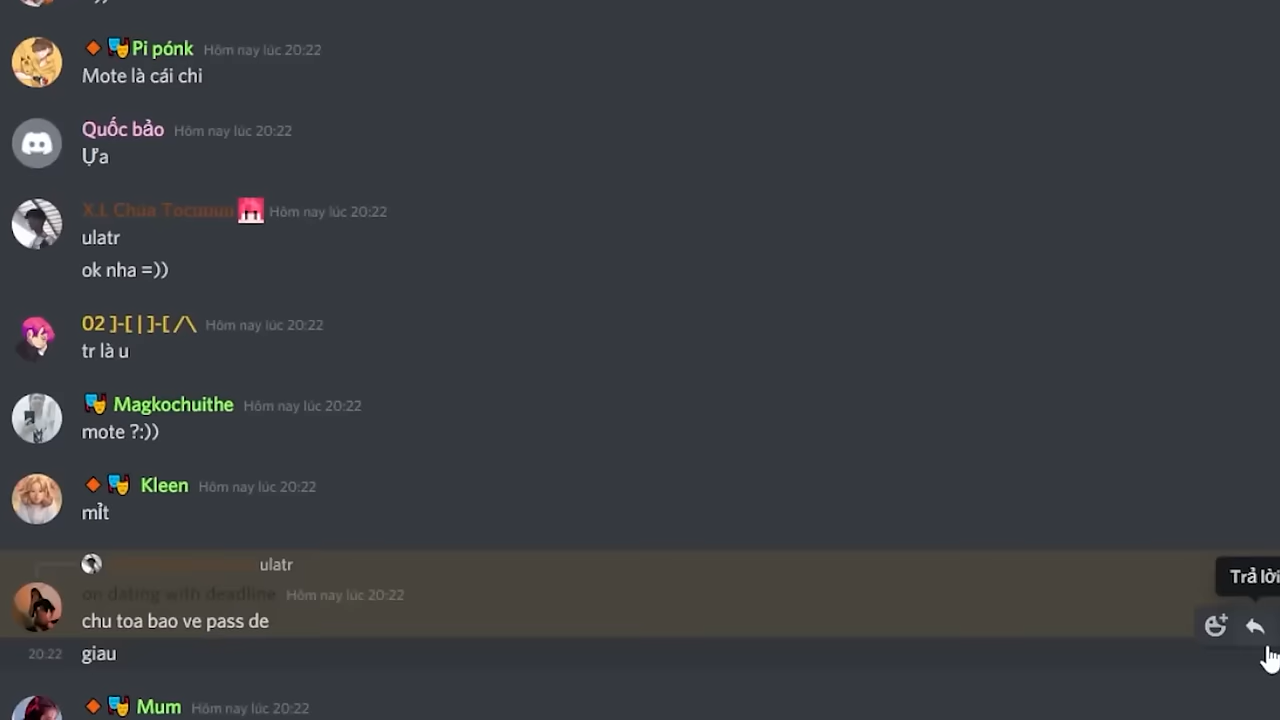 Pi pónk Hôm nay lúc 20:22
Mote là cái chi
Quốc bảo Hôm nay lúc 20:22
Ựa
X.L Chúa Tocuuuu Hôm nay lúc 20:22
ulatr
ok nha =))
02 ]-[ | ]-[ /\ Hôm nay lúc 20:22
tr là u
Magkochuithe Hôm nay lúc 20:22
mote ?:))
Kleen Hôm nay lúc 20:22
mỉt
ulatr
on dating with deadline Hôm nay lúc 20:22
Trả lời
chu toa bao ve pass de
20:22 giau
Mum Hôm nay lúc 20:22